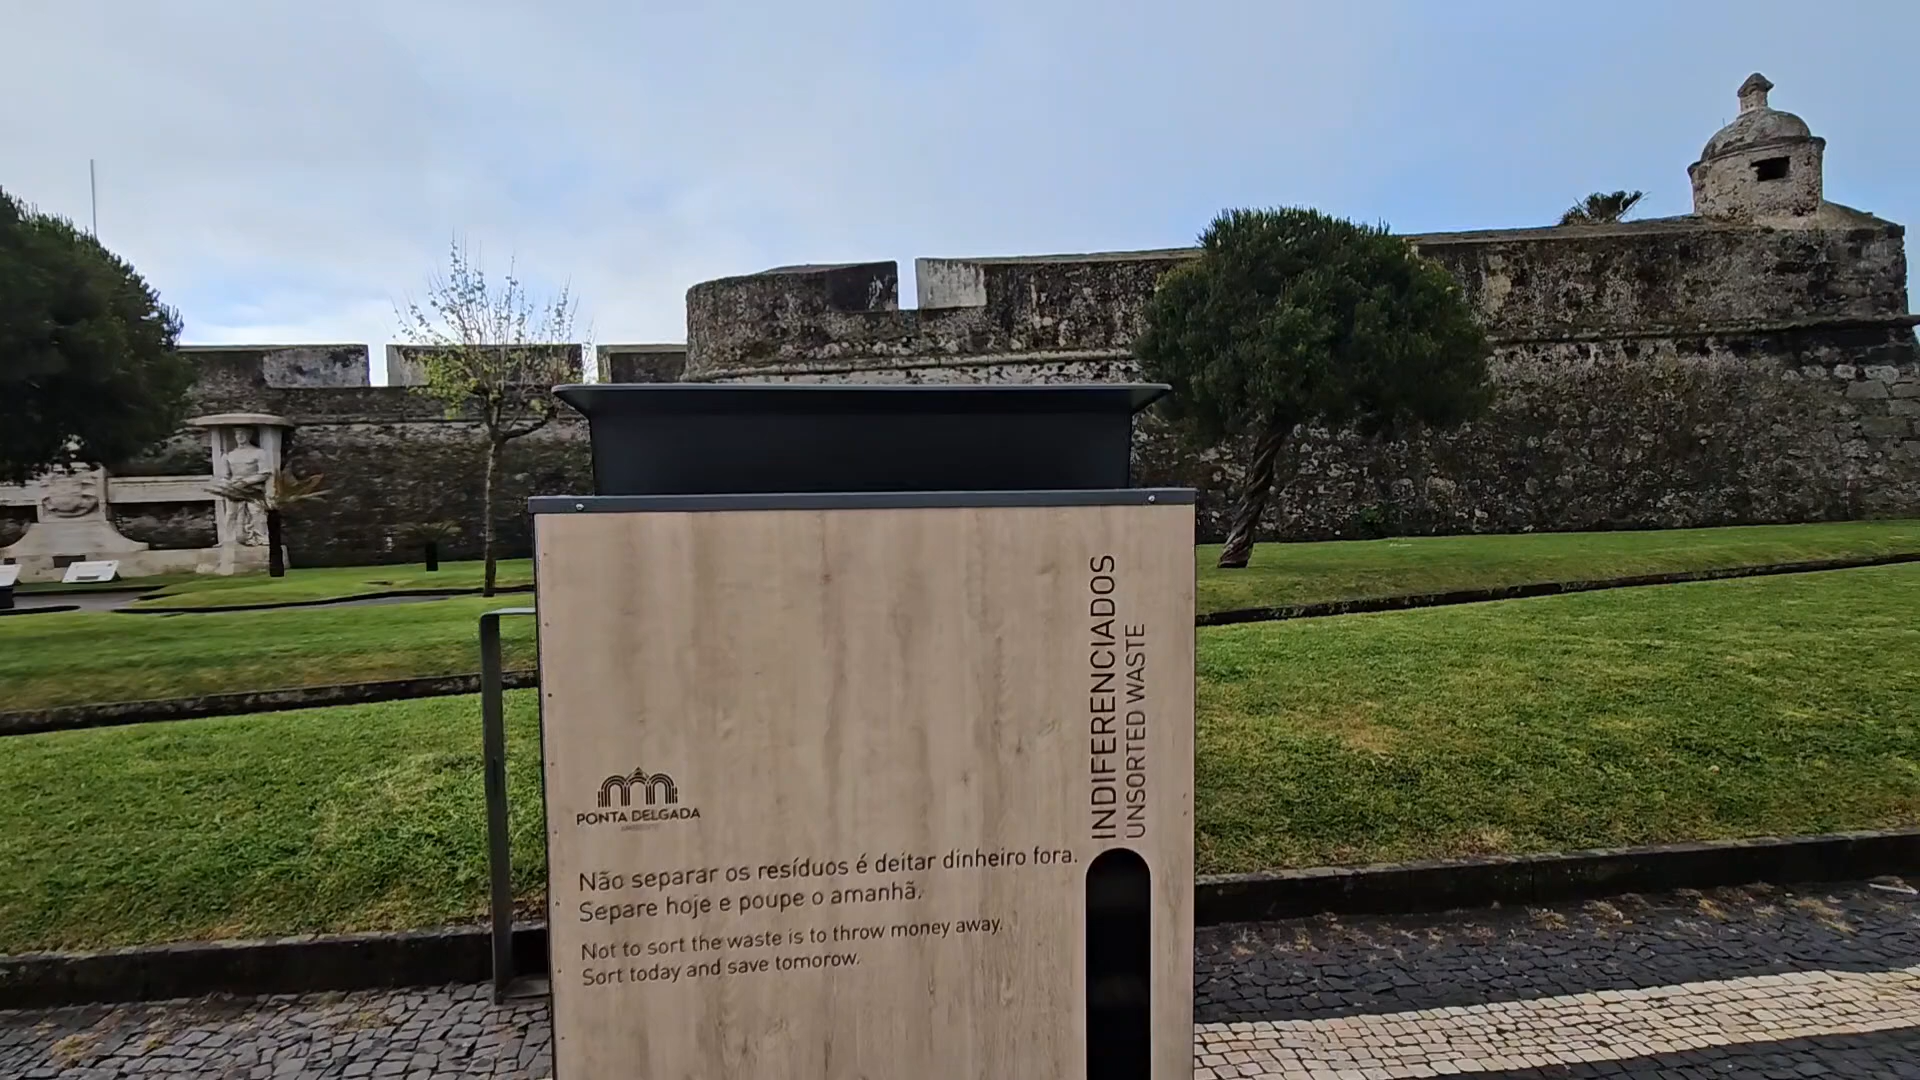 INDIFERENCIADOS
UNSORTED WASTE
PONTA DELGADA
Não separar os resíduos é deitar dinheiro fora.
Separe hoje e poupe o amanhã.
Not to sort the waste is to throw money away.
Sort today and save tomorow.